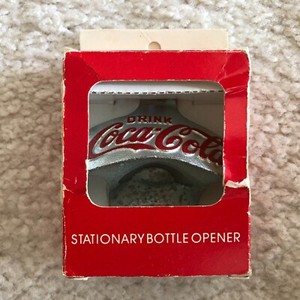 DRINK
Coca-Cola
STATIONARY BOTTLE OPENER